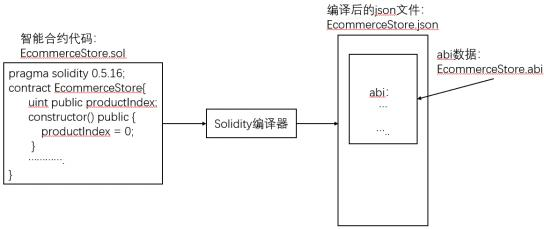 智能合约代码：
EcommerceStore.sol
pragma solidity 0.5.16;
contract EcommerceStore{
uint public productIndex;
constructor() public {
productIndex = 0;
}
………….
}
Solidity编译器
编译后的json文件：
EcommerceStore.json
abi：
…
…..
abi数据：
EcommerceStore.abi